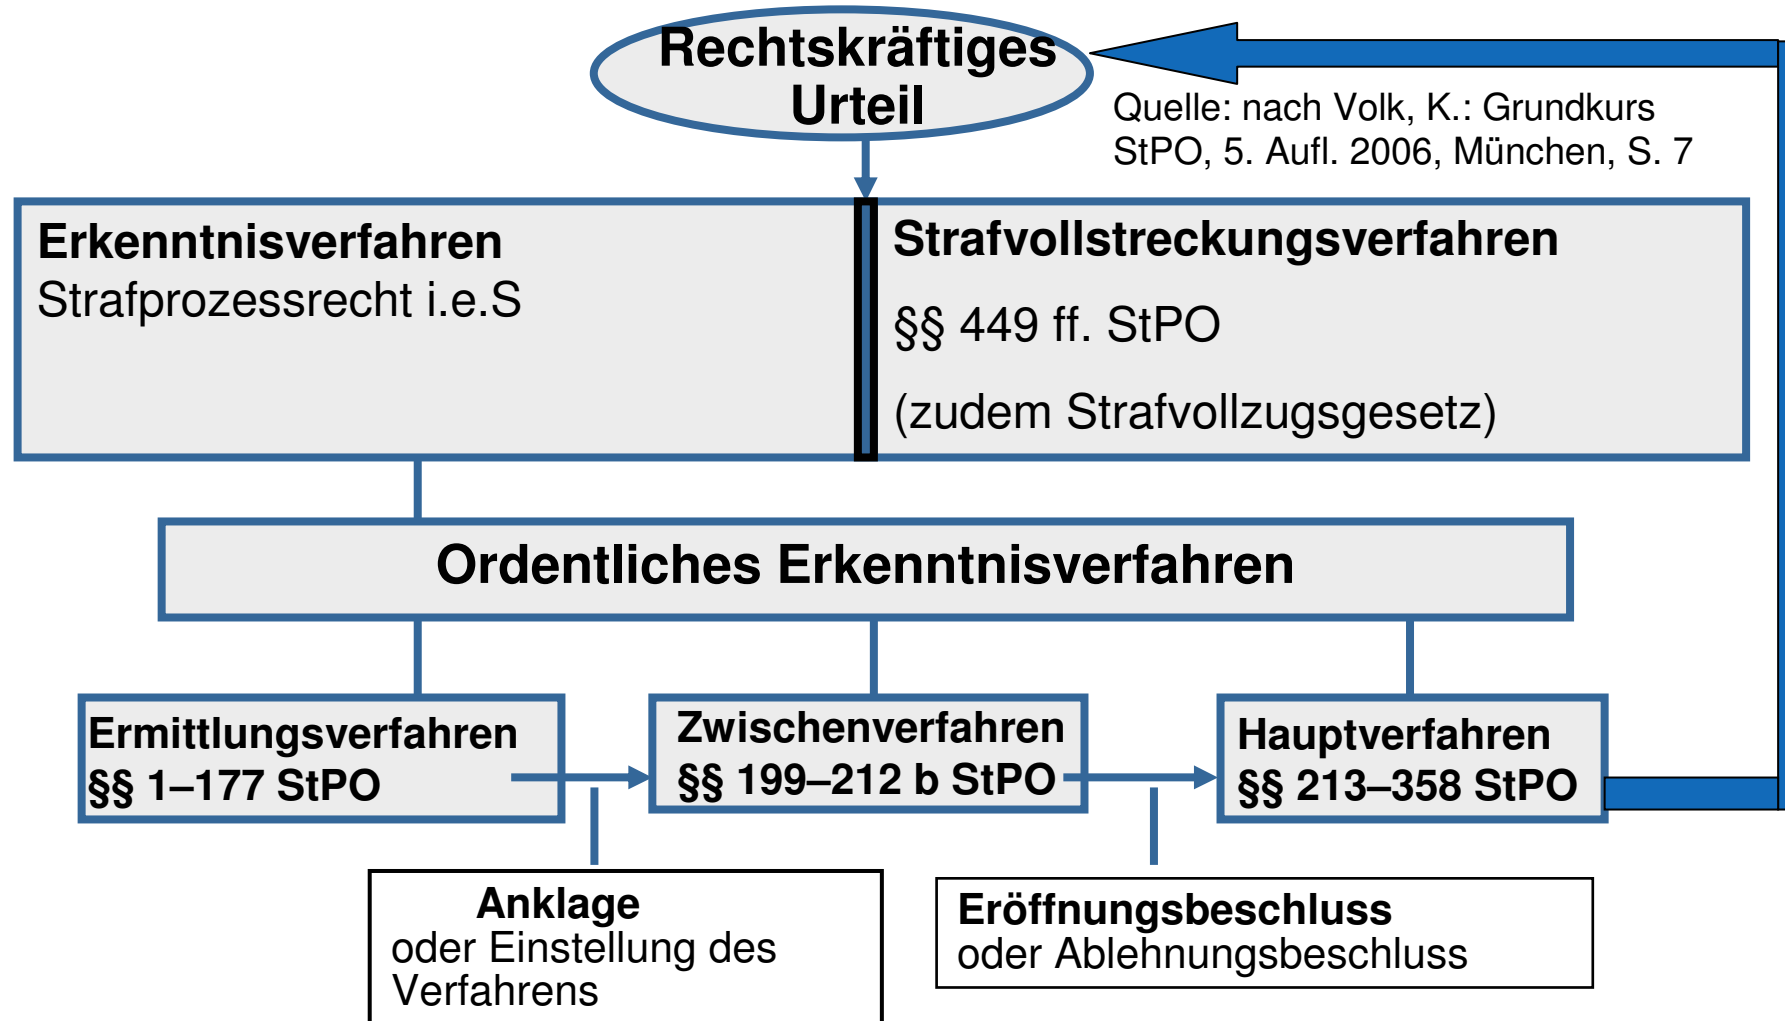 Rechtskräftiges
Urteil
Quelle: nach Volk, K.: Grundkurs
StPO, 5. Aufl. 2006, München, S. 7
Erkenntnisverfahren
Strafprozessrecht i.e.S
Strafvollstreckungsverfahren
§§ 449 ff. StPO
(zudem Strafvollzugsgesetz)
Ordentliches Erkenntnisverfahren
Ermittlungsverfahren
§§ 1–177 StPO
Zwischenverfahren
§§ 199–212 b StPO
Hauptverfahren
§§ 213–358 StPO
Anklage
oder Einstellung des
Verfahrens
Eröffnungsbeschluss
oder Ablehnungsbeschluss